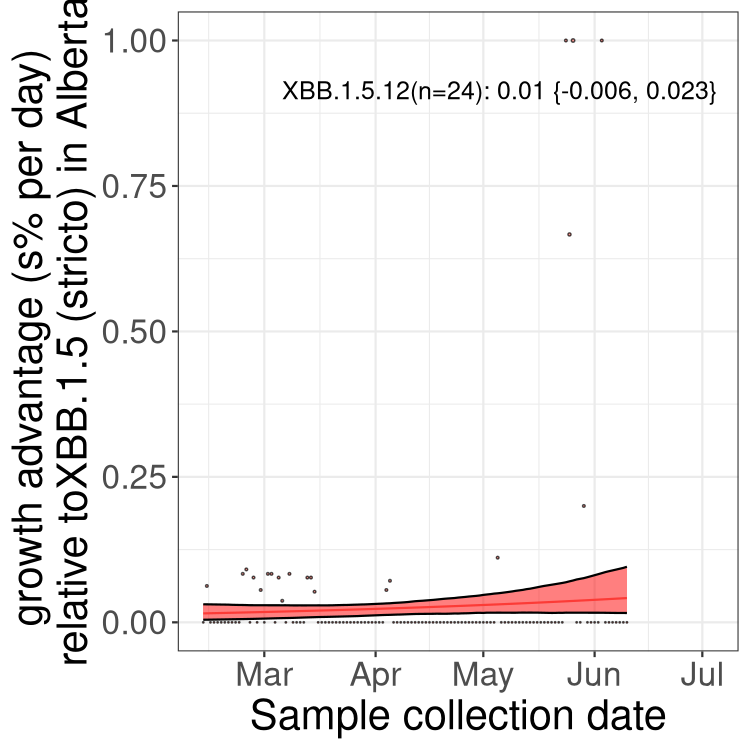 growth advantage (s% per day)
relative toXBB.1.5 (stricto) in Alberta
1.00
0.75
0.50
0.25
0.00
XBB.1.5.12(n=24): 0.01 {-0.006, 0.023}
Mar Apr May Jun Jul
Sample collection date